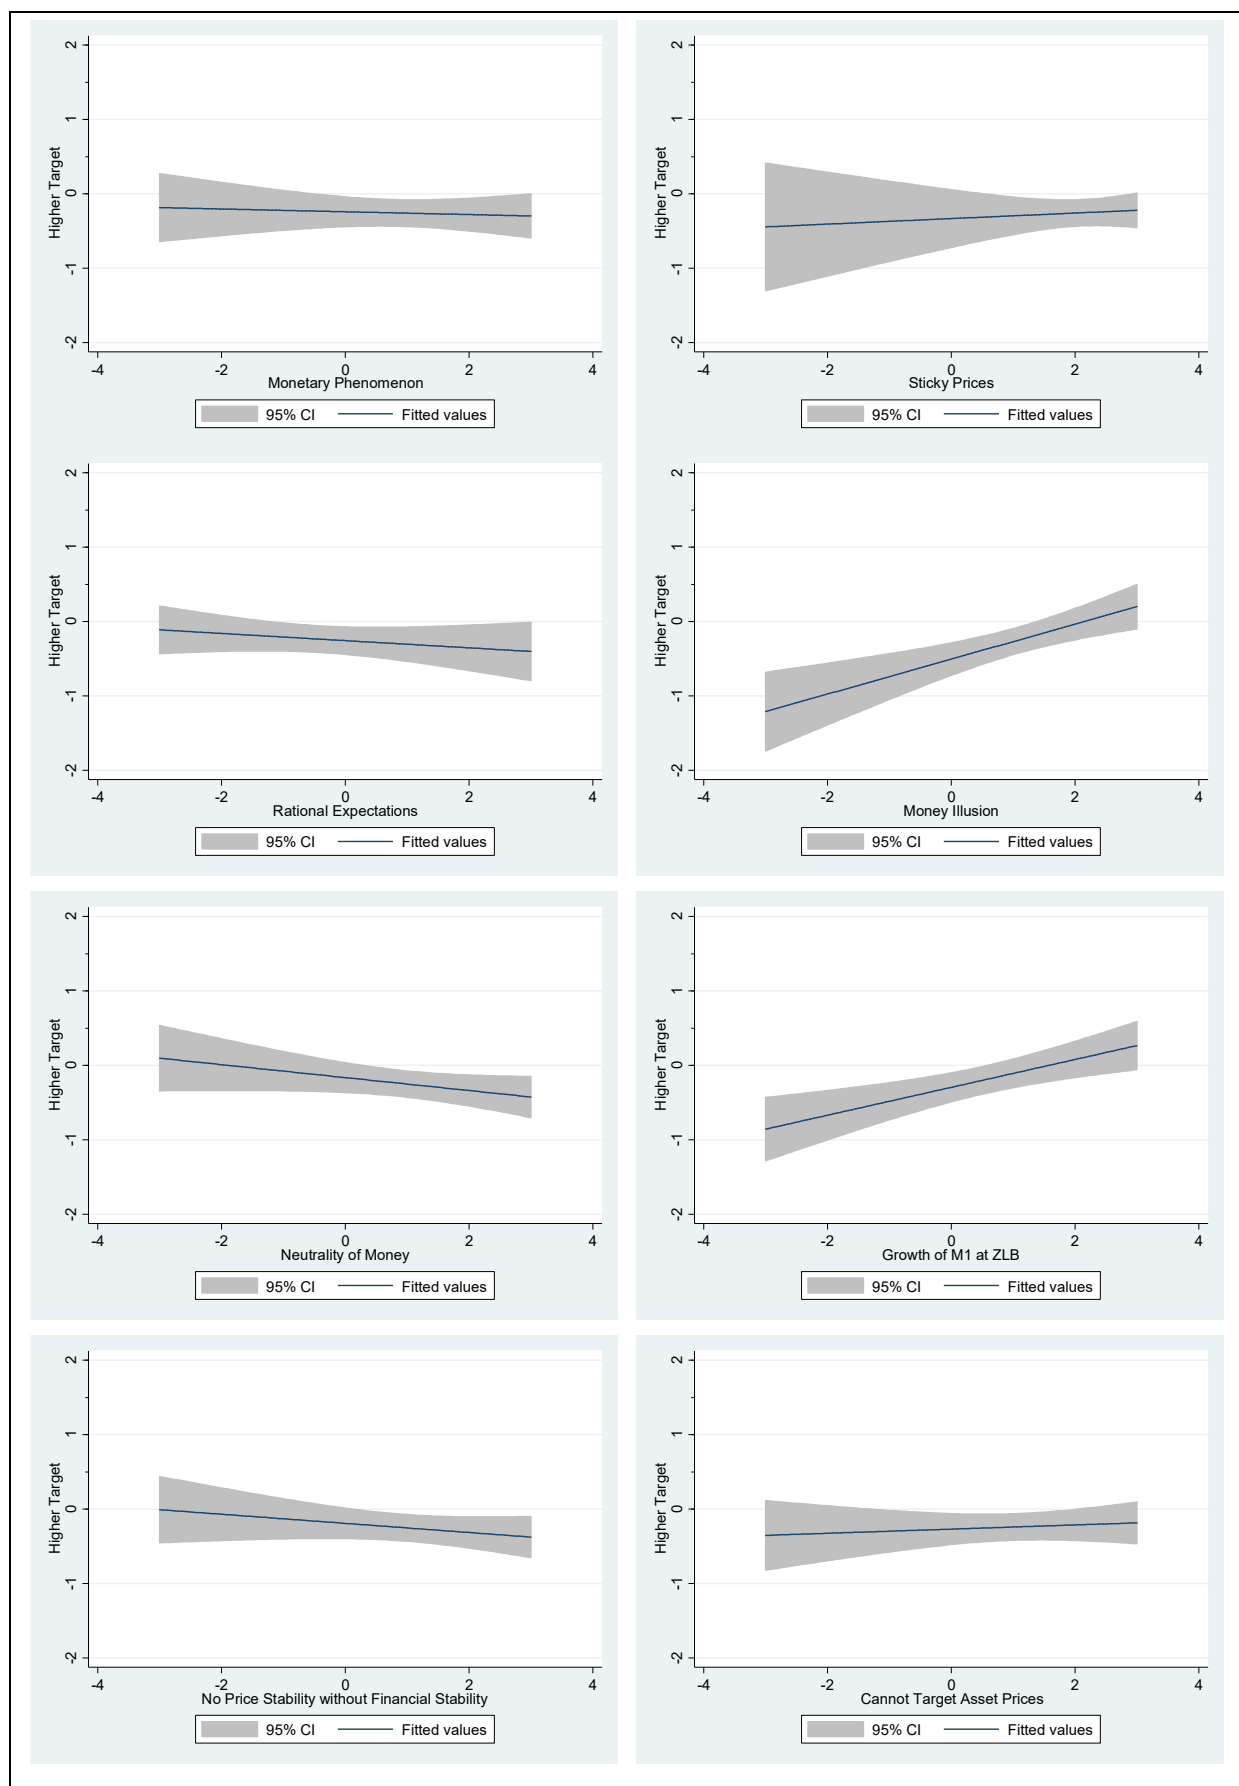 2
1
0
-1
-2
Higher Target
-4 -2 0 2 4
Monetary Phenomenon
95% CI Fitted values
2
1
0
-1
-2
Higher Target
-4 -2 0 2 4
Sticky Prices
95% CI Fitted values
2
1
0
-1
-2
Higher Target
-4 -2 0 2 4
Rational Expectations
95% CI Fitted values
2
1
0
-1
-2
Higher Target
-4 -2 0 2 4
Money Illusion
95% CI Fitted values
2
1
0
-1
-2
Higher Target
-4 -2 0 2 4
Neutrality of Money
95% CI Fitted values
2
1
0
-1
-2
Higher Target
-4 -2 0 2 4
Growth of M1 at ZLB
95% CI Fitted values
2
1
0
-1
-2
Higher Target
-4 -2 0 2 4
No Price Stability without Financial Stability
95% CI Fitted values
2
1
0
-1
-2
Higher Target
-4 -2 0 2 4
Cannot Target Asset Prices
95% CI Fitted values